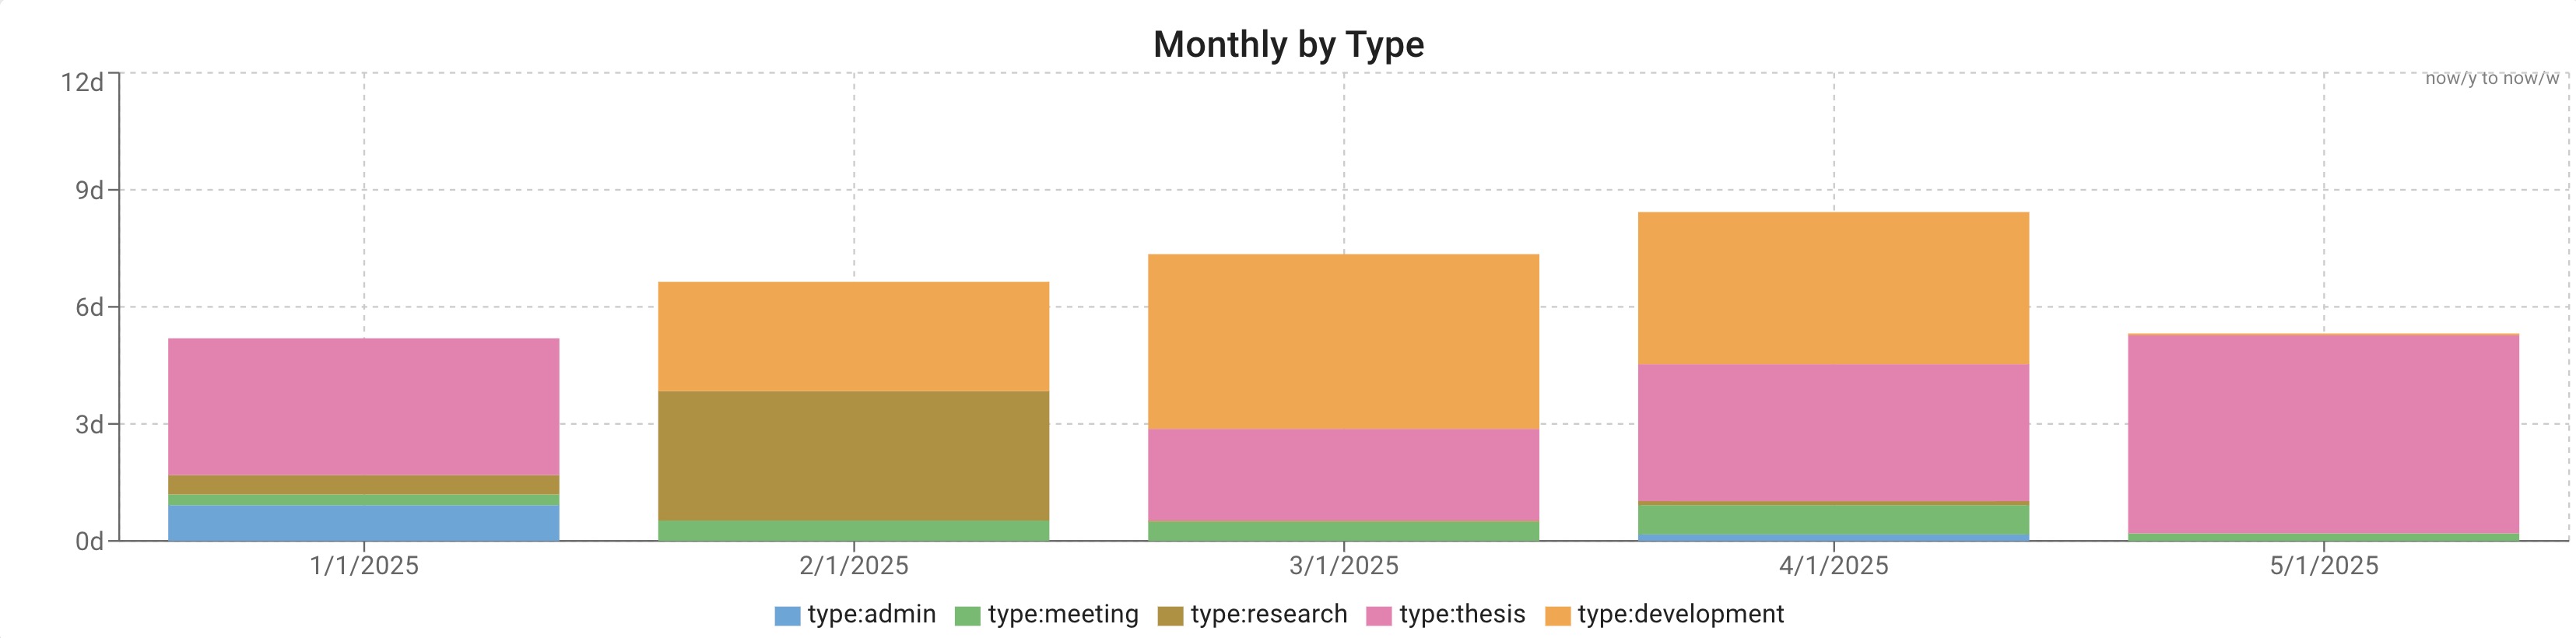 Monthly by Type
now/y to now/w
12d
9d
6d
3d
0d
1/1/2025 2/1/2025 3/1/2025 4/1/2025 5/1/2025
type:admin type:meeting type:research type:thesis type:development